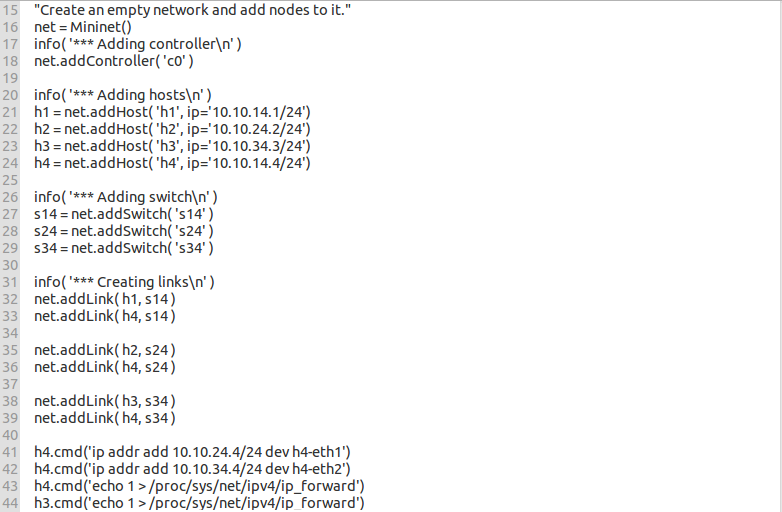 15 "Create an empty network and add nodes to it."
16 net = Mininet()
17 info( '*** Adding controller\n' )
18 net.addController( 'c0' )
19
20 info( '*** Adding hosts\n' )
21 h1 = net.addHost( 'h1', ip='10.10.14.1/24')
22 h2 = net.addHost( 'h2', ip='10.10.24.2/24')
23 h3 = net.addHost( 'h3', ip='10.10.34.3/24')
24 h4 = net.addHost( 'h4', ip='10.10.14.4/24')
25
26 info( '*** Adding switch\n' )
27 s14 = net.addSwitch( 's14' )
28 s24 = net.addSwitch( 's24' )
29 s34 = net.addSwitch( 's34' )
30
31 info( '*** Creating links\n' )
32 net.addLink( h1, s14 )
33 net.addLink( h4, s14 )
34
35 net.addLink( h2, s24 )
36 net.addLink( h4, s24 )
37
38 net.addLink( h3, s34 )
39 net.addLink( h4, s34 )
40
41 h4.cmd('ip addr add 10.10.24.4/24 dev h4-eth1')
42 h4.cmd('ip addr add 10.10.34.4/24 dev h4-eth2')
43 h4.cmd('echo 1 > /proc/sys/net/ipv4/ip_forward')
44 h3.cmd('echo 1 > /proc/sys/net/ipv4/ip_forward')